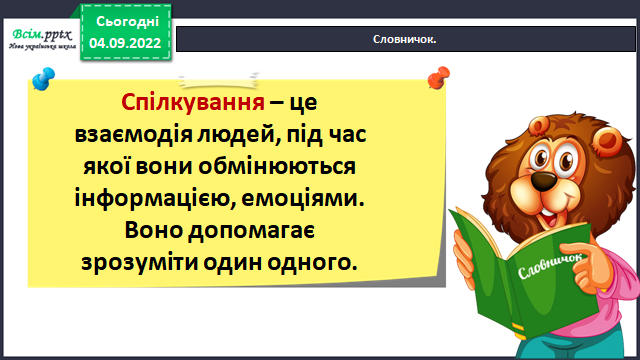 Всім.pptx
Нова українська школа
Сьогодні
04.09.2022
Словничок.
Спілкування – це
взаємодія людей, під час
якої вони обмінюються
інформацією, емоціями.
Воно допомагає
зрозуміти один одного.
Словничок